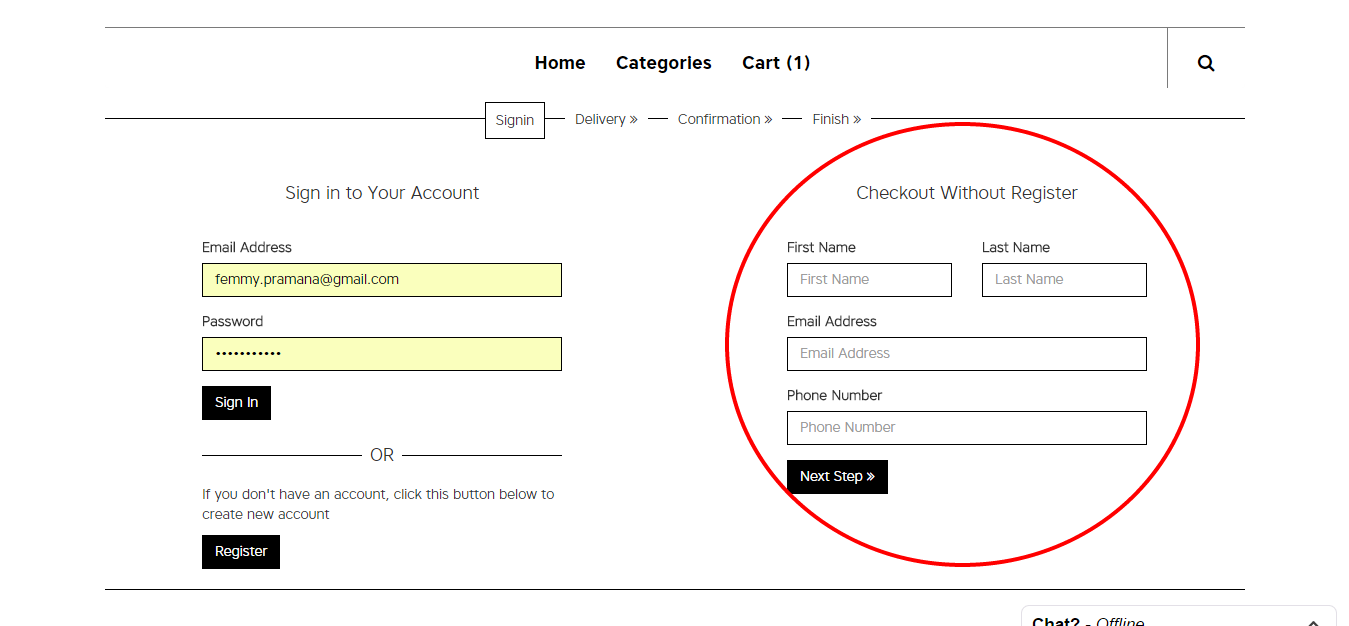 Home Categories Cart (1)
Signin Delivery » Confirmation » Finish »
Sign in to Your Account
Email Address
femmy.pramana@gmail.com
Password
•••••••••••
Sign In
OR
If you don't have an account, click this button below to
create new account
Register
Checkout Without Register
First Name Last Name
First Name Last Name
Email Address
Email Address
Phone Number
Phone Number
Next Step »
Chat? - Offline